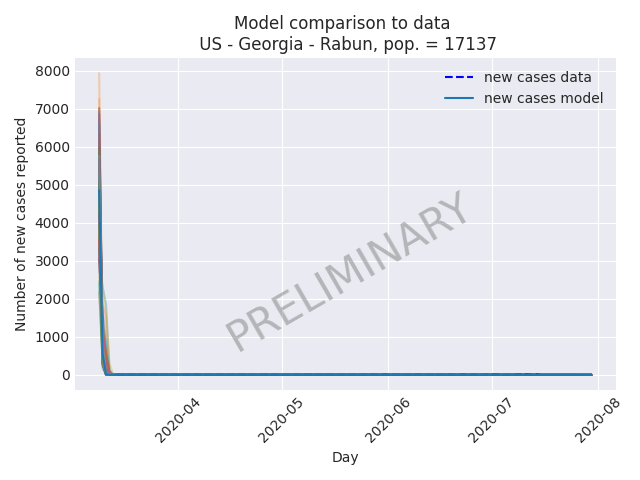 Model comparison to data
US - Georgia - Rabun, pop. = 17137
8000
7000
6000
5000
4000
3000
2000
1000
0
Number of new cases reported
new cases data
new cases model
PRELIMINARY
2020-04
2020-05
2020-06
2020-07
2020-08
Day